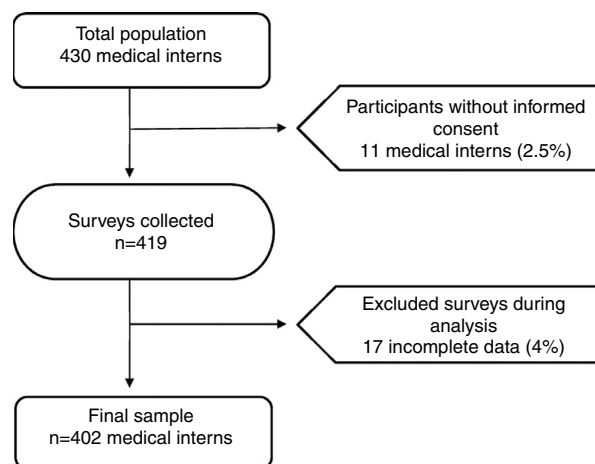 Total population
430 medical interns
Participants without informed
consent
11 medical interns (2.5%)
Surveys collected
n=419
Excluded surveys during
analysis
17 incomplete data (4%)
Final sample
n=402 medical interns